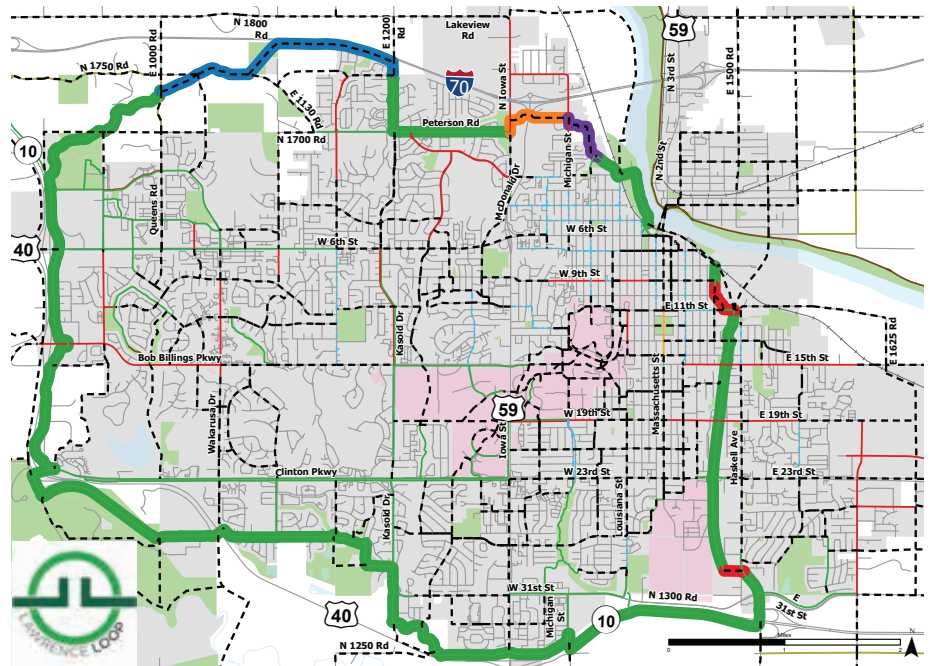 N 1800
Rd
E 1200
Rd
Lakeview
Rd
59
N 1750 Rd
E 1000 Rd
N 3rd St
E 1500 Rd
70
N Iowa St
E 1130 Rd
Peterson Rd
10
N 1700 Rd
Michigan St
N 2nd St
McDonald Dr
Queens Rd
W 6th St
W 6th St
40
W 9th St
E 11th St
Kasold Dr
E 1625 Rd
Bob Billings Pkwy
E 15th St
Massachusetts St
Wakarusa Dr
59
W 19th St
E 19th St
Iowa St
Haskell Ave
Clinton Pkwy
W 23rd St
E 23rd St
Louisiana St
Kasold Dr
W 31st St
N 1300 Rd
E
31st St
Michigan
St
40
10
N 1250 Rd
LAWRENCE LOOP
Miles
0
1
2
N